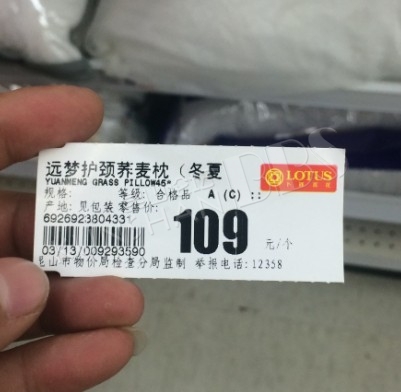 远梦护颈荞麦枕（冬夏
YUANMENG GRASS PILLOW45*
LOTUS
规格: 等级: 合格品 A (C) ::
产地: 见包装 零售价:
6926923804331
109 元/个
03/13/009293590
昆山市物价局检查分局监制 举报电话:12358